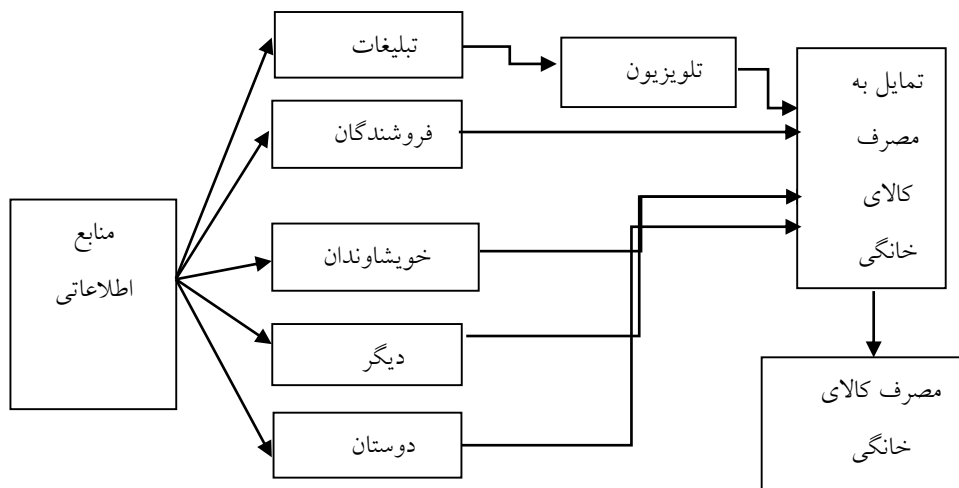 تبلیغات
تلویزیون
تمایل به
مصرف
کالای
خانگی
فروشندگان
منابع
اطلاعاتی
خویشاوندان
دیگر
دوستان
مصرف کالای
خانگی